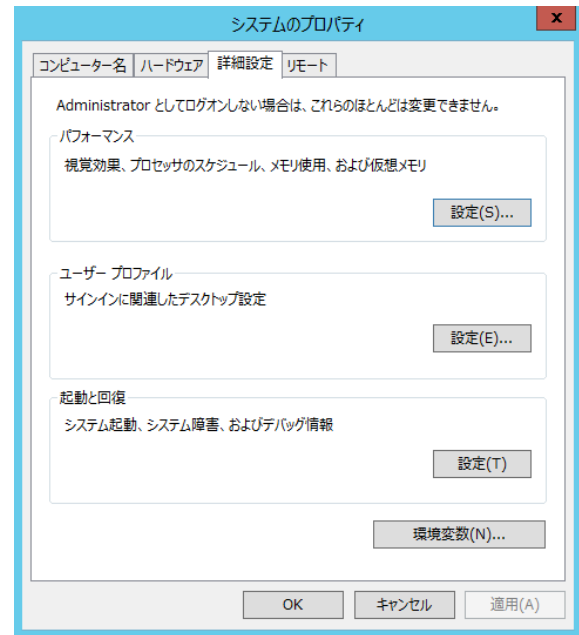 システムのプロパティ
x
コンピューター名 ハードウェア 詳細設定 リモート
Administrator としてログオンしない場合は、これらのほとんどは変更できません。
パフォーマンス
視覚効果、プロセッサのスケジュール、メモリ使用、および仮想メモリ
設定(S)...
ユーザー プロファイル
サインインに関連したデスクトップ設定
設定(E)...
起動と回復
システム起動、システム障害、およびデバッグ情報
設定(T)
環境変数(N)...
OK キャンセル 適用(A)